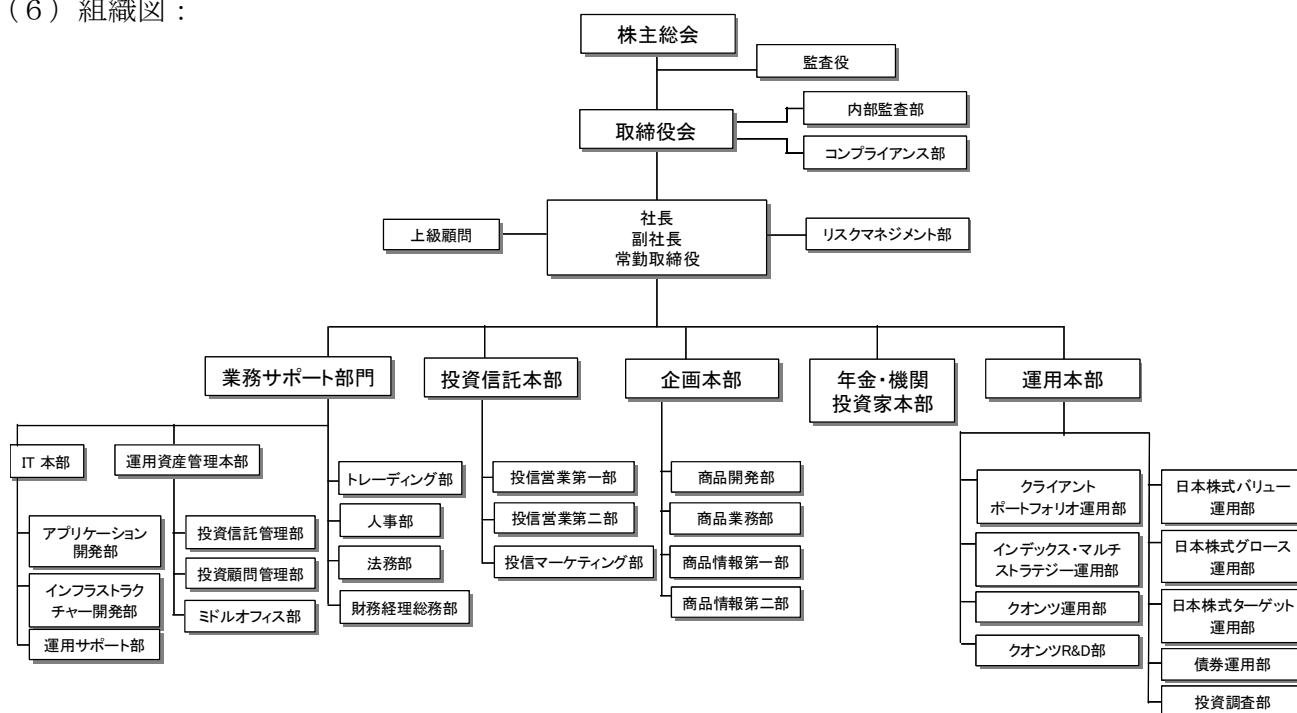 （６）組織図：
株主総会
監査役
取締役会
内部監査部
コンプライアンス部
社長
副社長
常勤取締役
上級顧問
リスクマネジメント部
業務サポート部門
投資信託本部
企画本部
年金・機関
投資家本部
運用本部
IT 本部
運用資産管理本部
アプリケーション
開発部
インフラストラク
チャー開発部
運用サポート部
投資信託管理部
投資顧問管理部
ミドルオフィス部
トレーディング部
人事部
法務部
財務経理総務部
投信営業第一部
投信営業第二部
投信マーケティング部
商品開発部
商品業務部
商品情報第一部
商品情報第二部
クライアント
ポートフォリオ運用部
インデックス・マルチ
ストラテジー運用部
クオンツ運用部
クオンツR&D部
日本株式バリュー
運用部
日本株式グロース
運用部
日本株式ターゲット
運用部
債券運用部
投資調査部